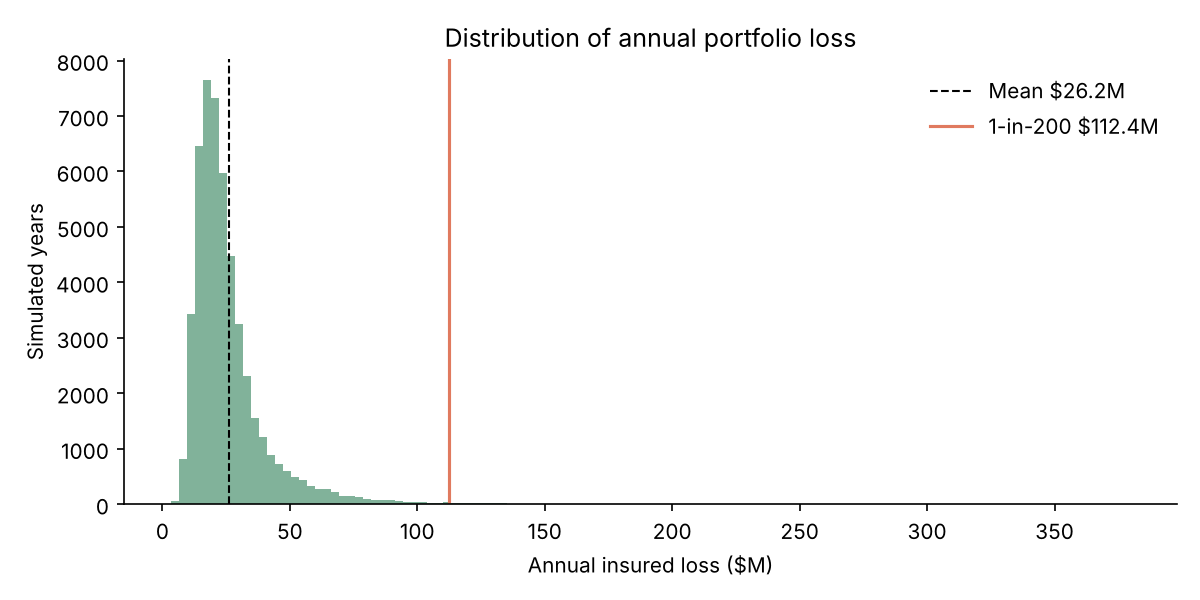 Distribution of annual portfolio loss
Mean $26.2M
1-in-200 $112.4M
Simulated years
8000
7000
6000
5000
4000
3000
2000
1000
0
0 50 100 150 200 250 300 350
Annual insured loss ($M)